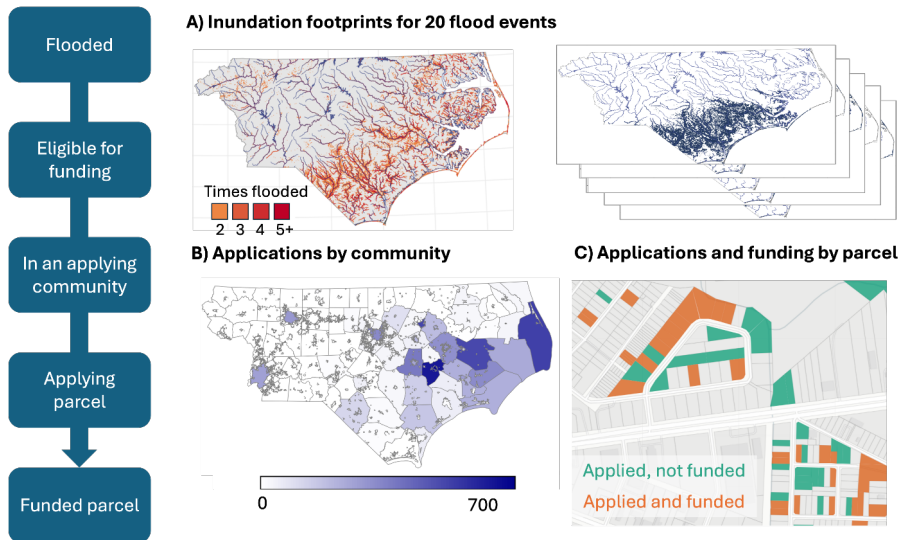 Flooded
Eligible for
funding
In an applying
community
Applying
parcel
Funded parcel
A) Inundation footprints for 20 flood events
Times flooded
2 3 4 5+
B) Applications by community
0 700
C) Applications and funding by parcel
Applied, not funded
Applied and funded